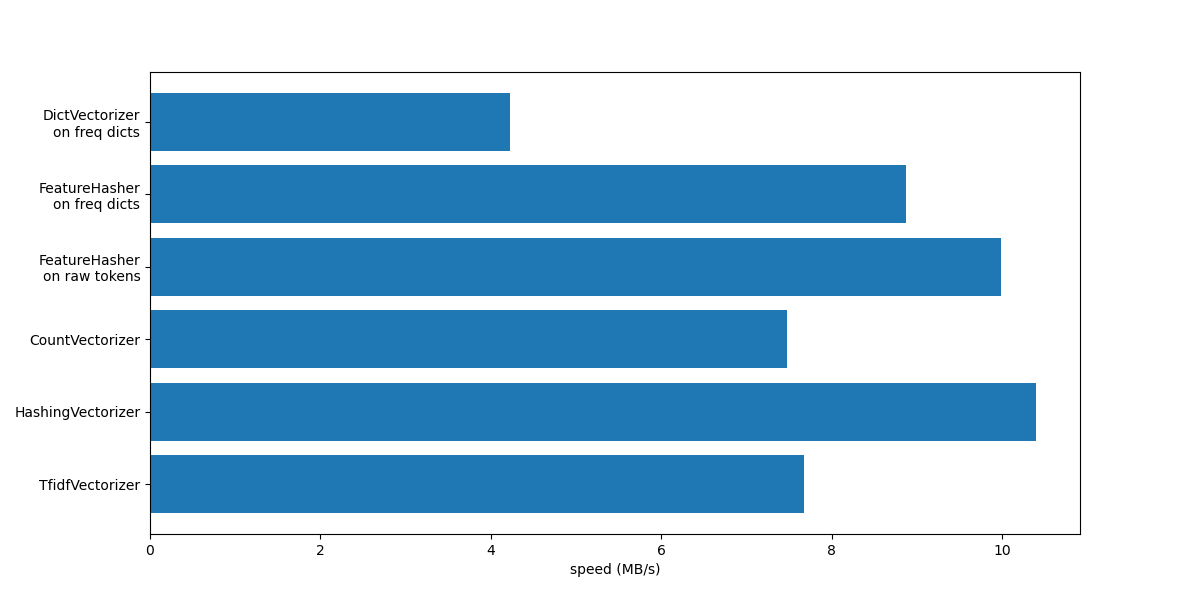 DictVectorizer
on freq dicts
FeatureHasher
on freq dicts
FeatureHasher
on raw tokens
CountVectorizer
HashingVectorizer
TfidfVectorizer
0 2 4 6 8 10
speed (MB/s)